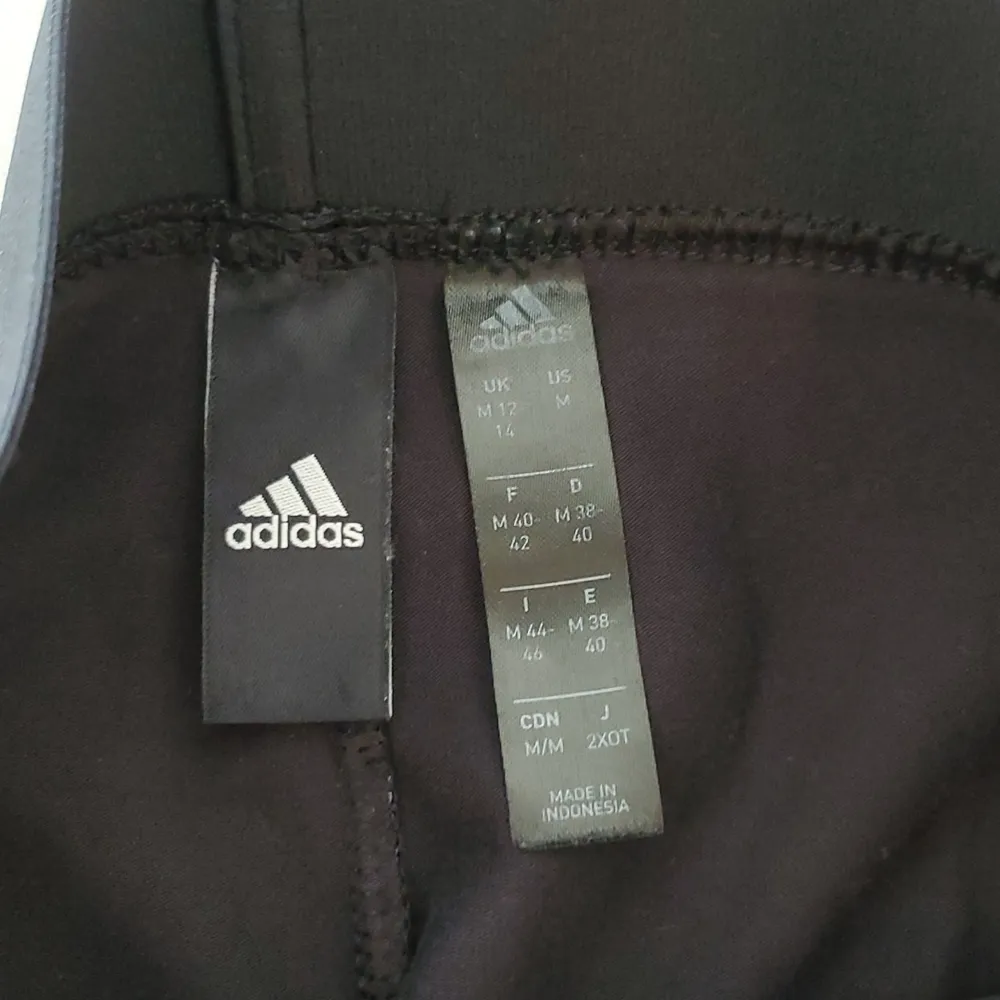 adidas
adidas
UK US
M 12- M
14
F D
M 40- M 38-
42 40
I E
M 44- M 38-
46 40
CDN J
M/M 2XOT
MADE IN
INDONESIA